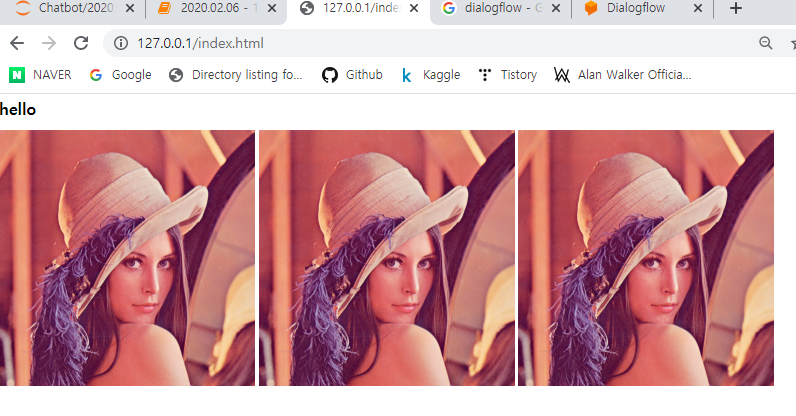 Chatbot/2020. 2020.02.06 - 1 127.0.0.1/inde dialogflow - G Dialogflow
127.0.0.1/index.html
NAVER Google Directory listing fo... Github Kaggle Tistory Alan Walker Officia...
hello